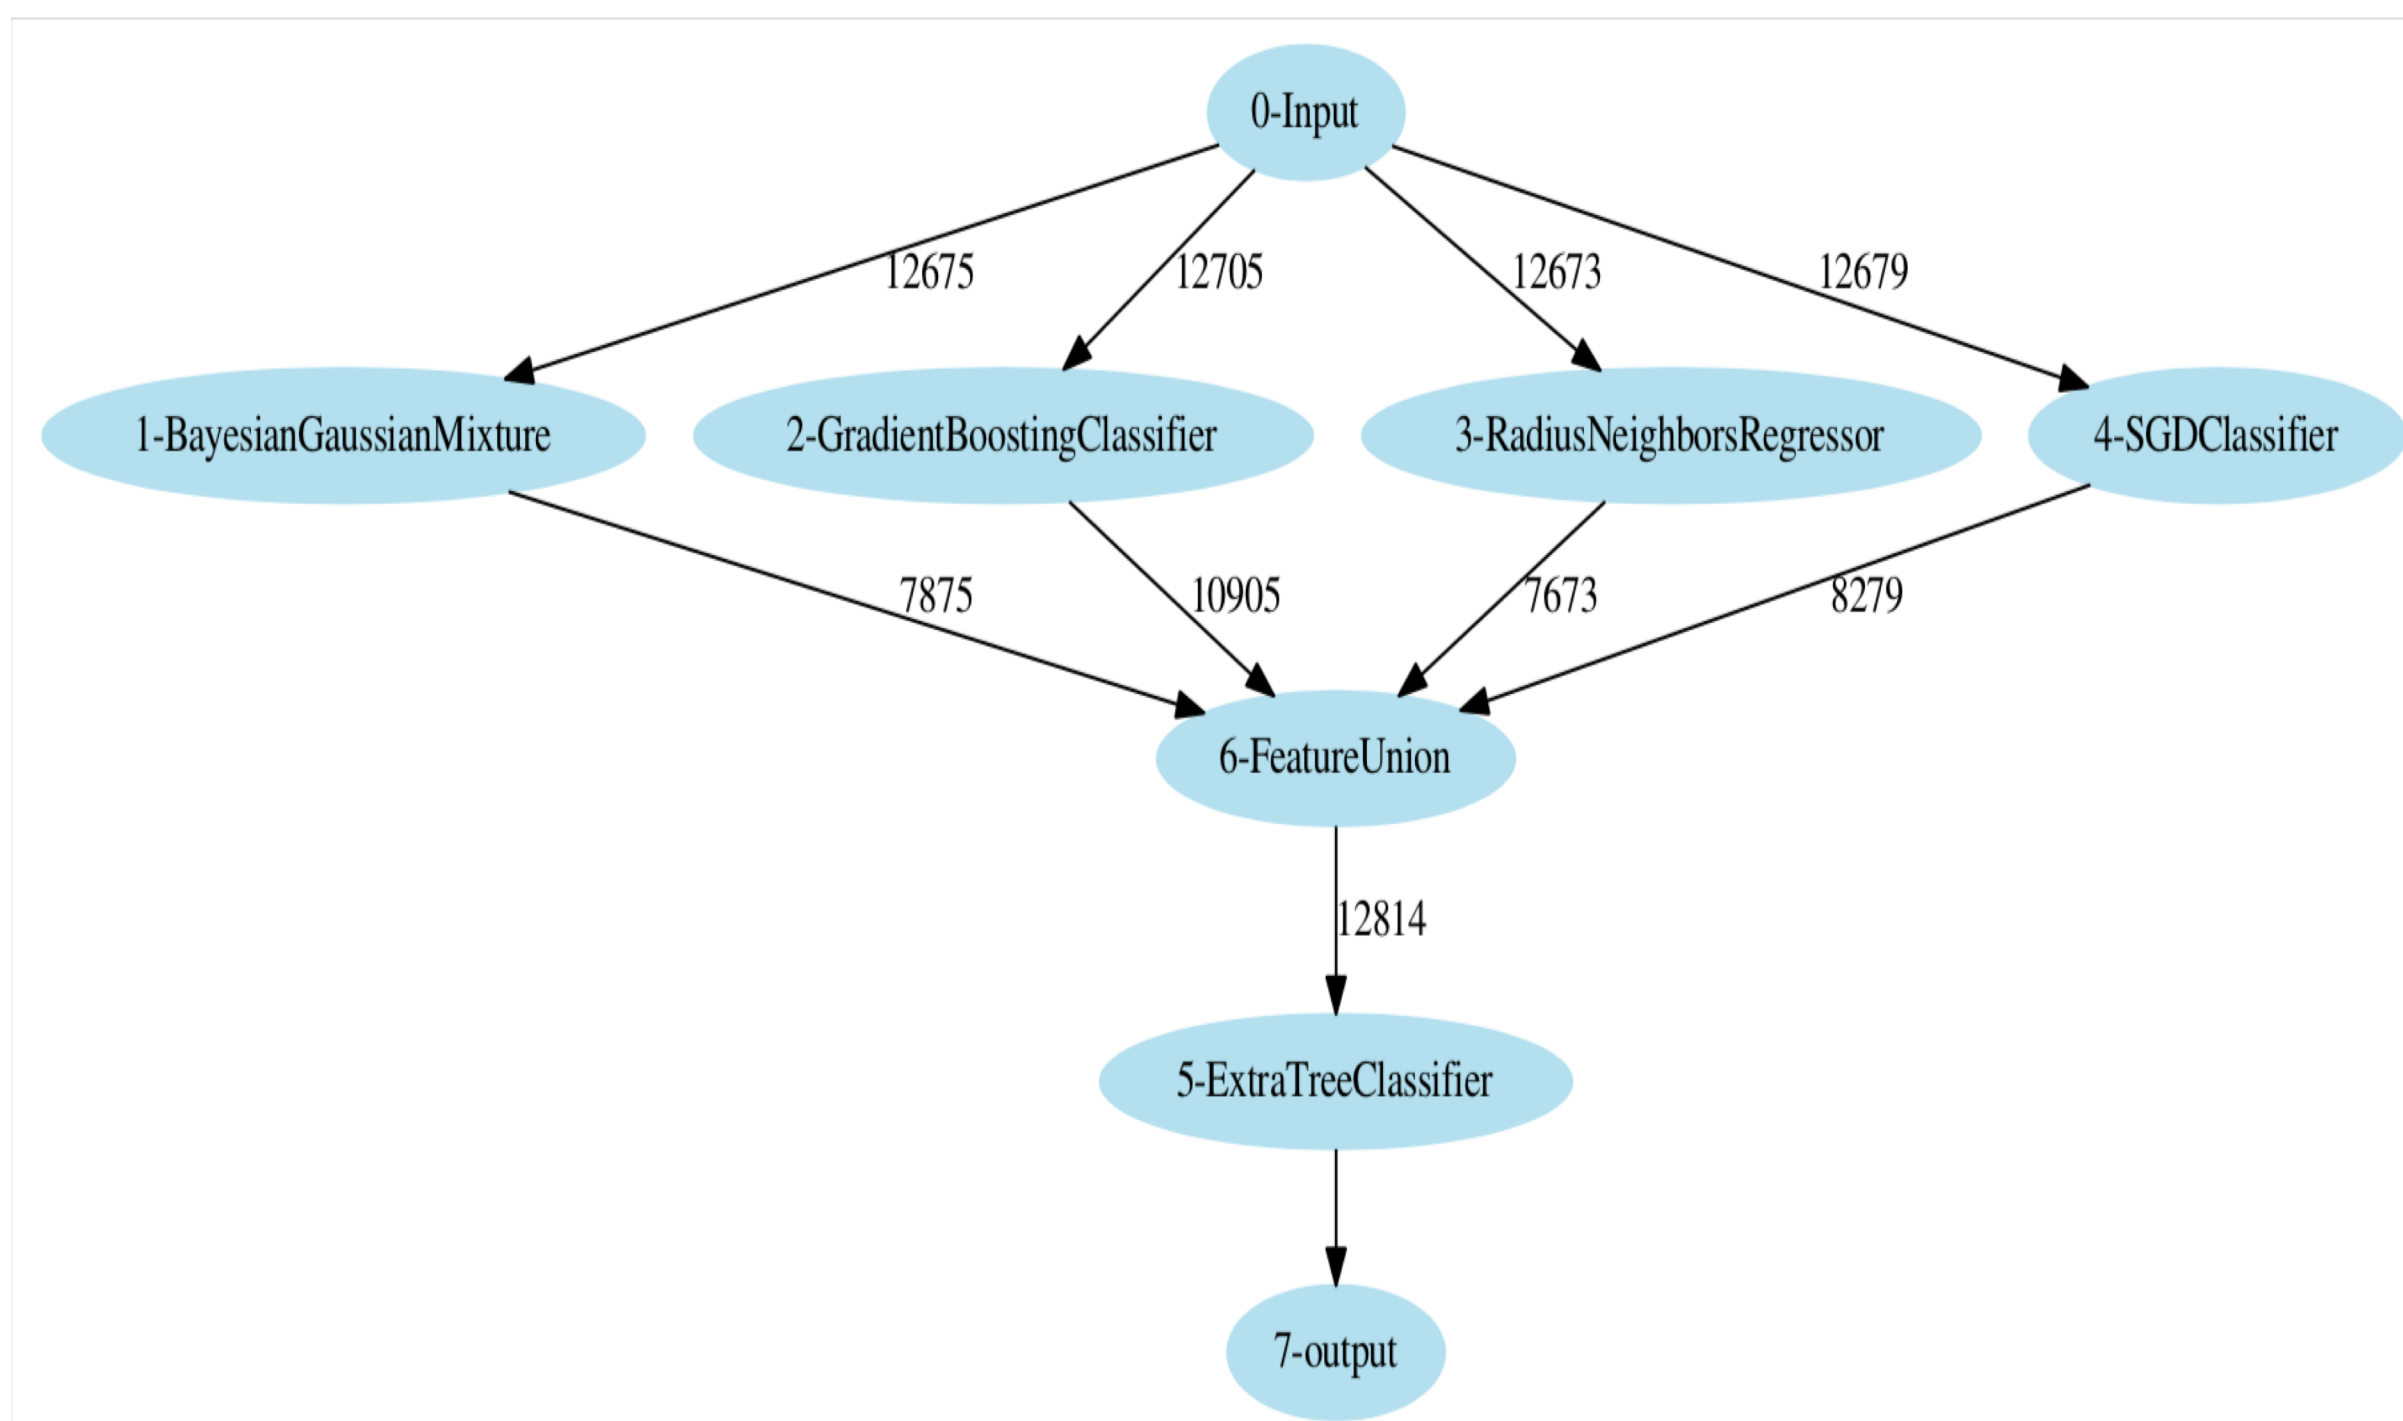 0-Input
12675
12705
12673
12679
1-BayesianGaussianMixture
2-GradientBoostingClassifier
3-RadiusNeighborsRegressor
4-SGDClassifier
7875
10905
7673
8279
6-FeatureUnion
12814
5-ExtraTreeClassifier
7-output